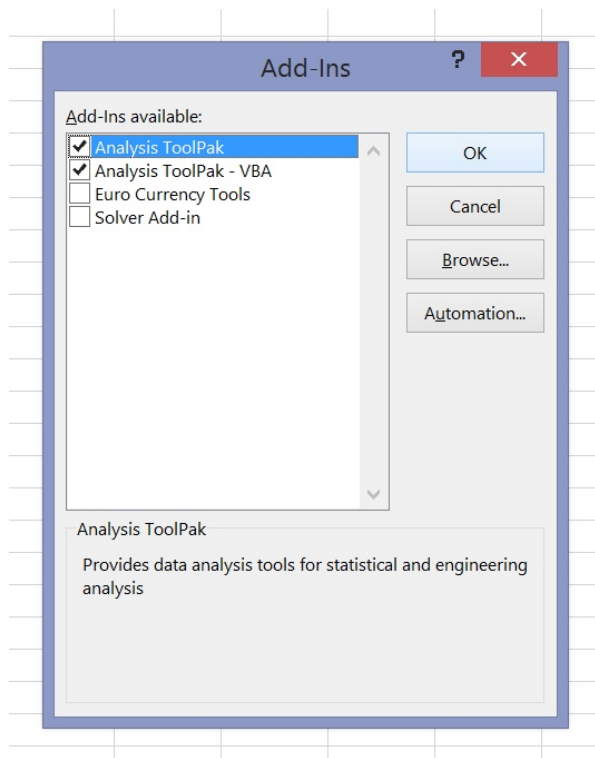 Add-Ins
?
Add-Ins available:
Analysis ToolPak
Analysis ToolPak - VBA
Euro Currency Tools
Solver Add-in
OK
Cancel
Browse...
Automation...
Analysis ToolPak
Provides data analysis tools for statistical and engineering
analysis